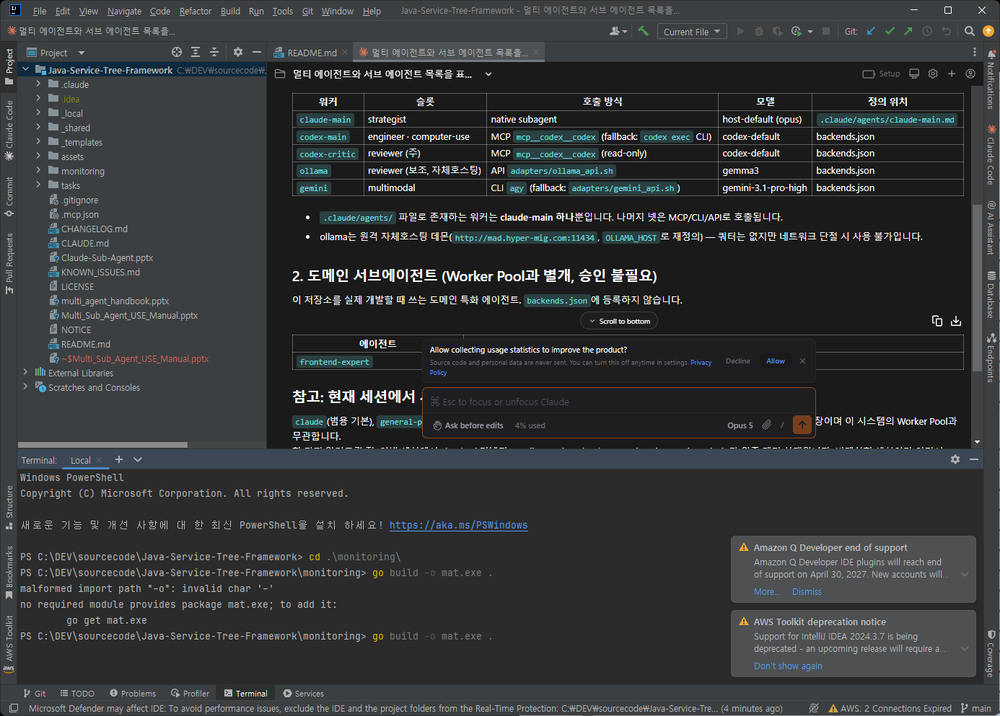 File Edit View Navigate Code Refactor Build Run Tools Git Window Help Java-Service-Tree-Framework - 멀티 에이전트와 서브 에이전트 목록을...
멀티 에이전트와 서브 에이전트 목록을...
Current File
Git:
Project
README.md
멀티 에이전트와 서브 에이전트 목록을 표...
Java-Service-Tree-Framework C:₩DEV₩sourcecode₩.
.claude
.idea
_local
_shared
_templates
assets
monitoring
tasks
.gitignore
.mcp.json
CHANGELOG.md
CLAUDE.md
Claude-Sub-Agent.pptx
KNOWN_ISSUES.md
LICENSE
multi_agent_handbook.pptx
Multi_Sub_Agent_USE_Manual.pptx
NOTICE
README.md
~$Multi_Sub_Agent_USE_Manual.pptx
External Libraries
Scratches and Consoles
Project
Claude Code
Commit
Pull Requests
Structure
Bookmarks
AWS Toolkit
aws
멀티 에이전트와 서브 에이전트 목록을 표...
Setup
워커 슬롯 호출 방식 모델 정의 위치
claude-main strategist native subagent host-default (opus) .claude/agents/claude-main.md
codex-main engineer · computer-use MCP mcp__codex__codex (fallback: codex exec CLI) codex-default backends.json
codex-critic reviewer (주) MCP mcp__codex__codex (read-only) codex-default backends.json
ollama reviewer (보조, 자체호스팅) API adapters/ollama_api.sh gemma3 backends.json
gemini multimodal CLI agy (fallback: adapters/gemini_api.sh ) gemini-3.1-pro-high backends.json
• .claude/agents/ 파일로 존재하는 워커는 claude-main 하나뿐입니다. 나머지 넷은 MCP/CLI/API로 호출됩니다.
• ollama는 원격 자체호스팅 데몬( http://mad.hyper-mig.com:11434 , OLLAMA_HOST 로 재정의) — 쿼터는 없지만 네트워크 단절 시 사용 불가입니다.
2. 도메인 서브에이전트 (Worker Pool과 별개, 승인 불필요)
이 저장소를 실제 개발할 때 쓰는 도메인 특화 에이전트. backends.json 에 등록하지 않습니다.
Scroll to bottom
에이전트
frontend-expert
Allow collecting usage statistics to improve the product?
Source code and personal data are never sent. You can turn this off anytime in settings. Privacy
Policy
Decline
Allow
참고: 현재 세션에서
⌘ Esc to focus or unfocus Claude
claude (범용 기본), general-p
장이며 이 시스템의 Worker Pool과
Ask before edits 4% used Opus 5 /
무관합니다.
Notifications
Claude Code
AI Assistant
Database
Endpoints
Coverage
Terminal: Local
Windows PowerShell
Copyright (C) Microsoft Corporation. All rights reserved.
새로운 기능 및 개선 사항에 대 한 최신 PowerShell을 설치 하세요! https://aka.ms/PSWindows
PS C:\DEV\sourcecode\Java-Service-Tree-Framework> cd .\monitoring\
PS C:\DEV\sourcecode\Java-Service-Tree-Framework\monitoring> go build -o mat.exe .
malformed import path "-o": invalid char '-'
no required module provides package mat.exe; to add it:
go get mat.exe
PS C:\DEV\sourcecode\Java-Service-Tree-Framework\monitoring> go build -o mat.exe .
Amazon Q Developer end of support
Amazon Q Developer IDE plugins will reach end
of support on April 30, 2027. New accounts will...
More... Dismiss
AWS Toolkit deprecation notice
Support for IntelliJ IDEA 2024.3.7 is being
deprecated - an upcoming release will require a...
Don't show again
Git TODO Problems Profiler Terminal Services
Microsoft Defender may affect IDE: To avoid performance issues, exclude the IDE and the project folders from the Real-Time Protection: C:₩DEV₩sourcecode₩Java-Service-Tre... (4 minutes ago) AWS: 2 Connections Expired main